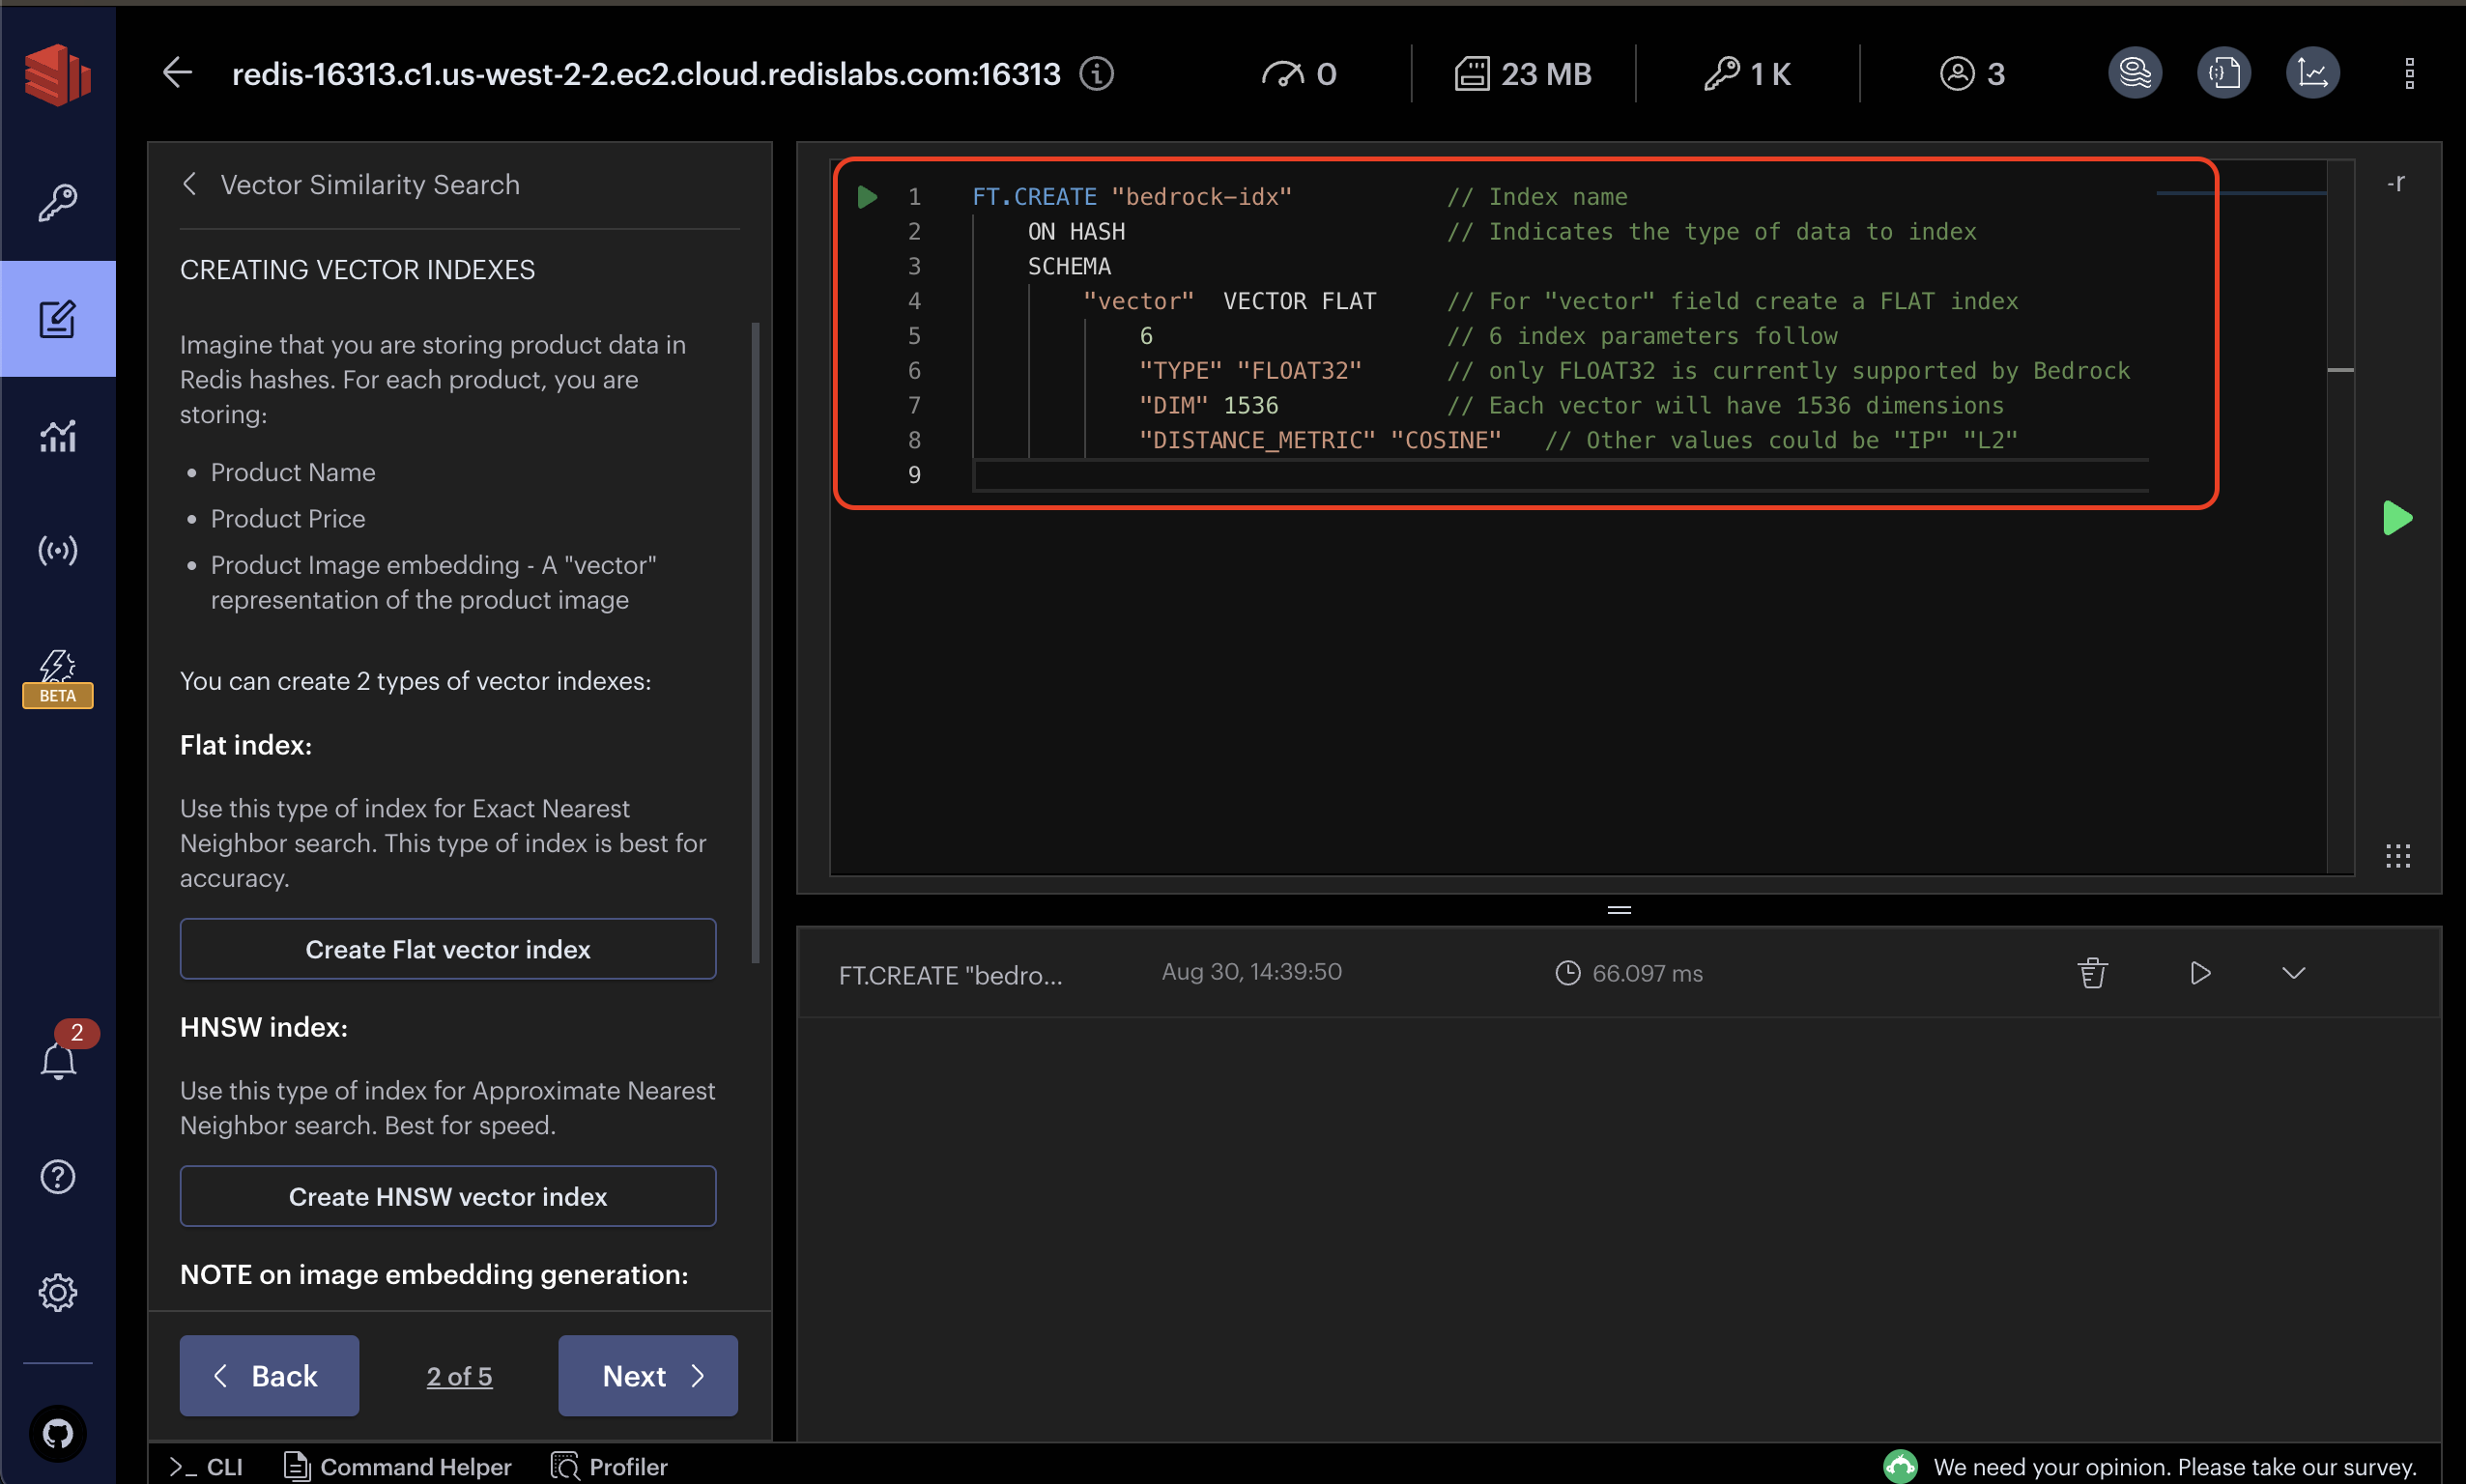 redis-16313.c1.us-west-2-2.ec2.cloud.redislabs.com:16313
0
23 MB
1 K
3
Vector Similarity Search
CREATING VECTOR INDEXES
Imagine that you are storing product data in
Redis hashes. For each product, you are
storing:
• Product Name
• Product Price
• Product Image embedding - A "vector"
representation of the product image
You can create 2 types of vector indexes:
Flat index:
Use this type of index for Exact Nearest
Neighbor search. This type of index is best for
accuracy.
Create Flat vector index
HNSW index:
Use this type of index for Approximate Nearest
Neighbor search. Best for speed.
Create HNSW vector index
NOTE on image embedding generation:
Back
2 of 5
Next
BETA
2
1 FT.CREATE "bedrock-idx" // Index name
2 ON HASH // Indicates the type of data to index
3 SCHEMA
4 "vector" VECTOR FLAT // For "vector" field create a FLAT index
5 6 // 6 index parameters follow
6 "TYPE" "FLOAT32" // only FLOAT32 is currently supported by Bedrock
7 "DIM" 1536 // Each vector will have 1536 dimensions
8 "DISTANCE_METRIC" "COSINE" // Other values could be "IP" "L2"
9
-r
FT.CREATE "bedro...
Aug 30, 14:39:50
66.097 ms
>_ CLI
Command Helper
Profiler
We need your opinion. Please take our survey.